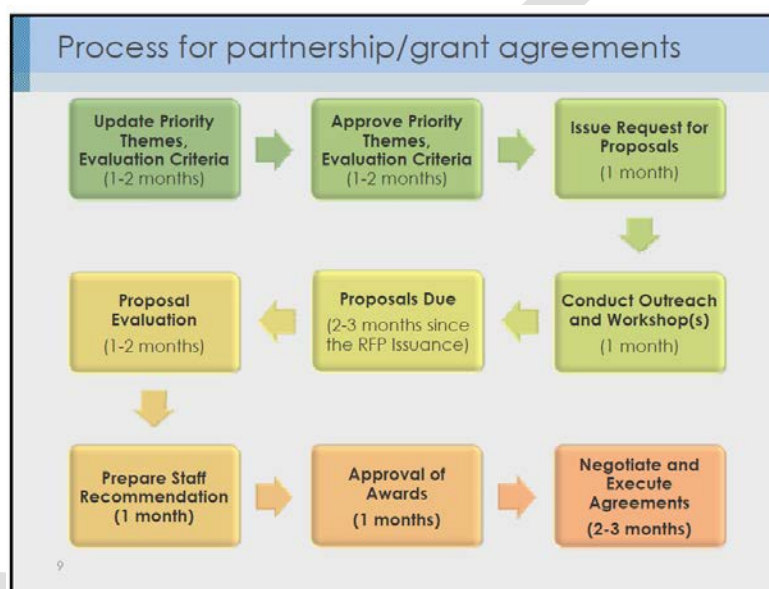 Process for partnership/grant agreements
Update Priority
Themes,
Evaluation Criteria
(1-2 months)
Approve Priority
Themes,
Evaluation Criteria
(1-2 months)
Issue Request for
Proposals
(1 month)
Conduct Outreach
and Workshop(s)
(1 month)
Proposals Due
(2-3 months since
the RFP Issuance)
Proposal
Evaluation
(1-2 months)
Prepare Staff
Recommendation
(1 month)
Approval of
Awards
(1 months)
Negotiate and
Execute
Agreements
(2-3 months)
9